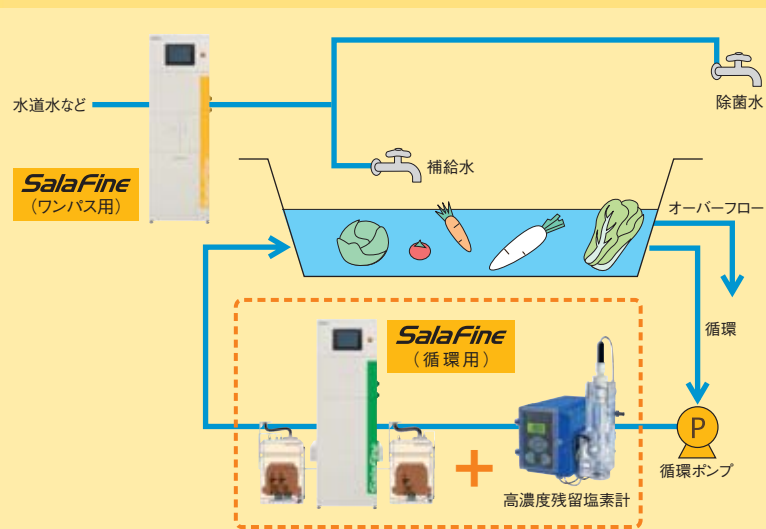 水道水など
SalaFine
（ワンパス用）
除菌水
補給水
オーバーフロー
循環
SalaFine
（循環用）
SalaFine
P
循環ポンプ
高濃度残留塩素計